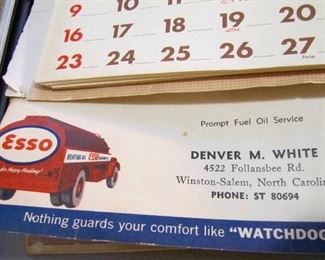 9 10 11 12 13
16 17 18 19 20
23 24 25 26 27
Prompt Fuel Oil Service
Esso
for Happy Heating!
HEATING OIL Esso
DENVER M. WHITE
4522 Follansbee Rd.
Winston-Salem, North Carolin
PHONE: ST 80694
Nothing guards your comfort like "WATCHDOG